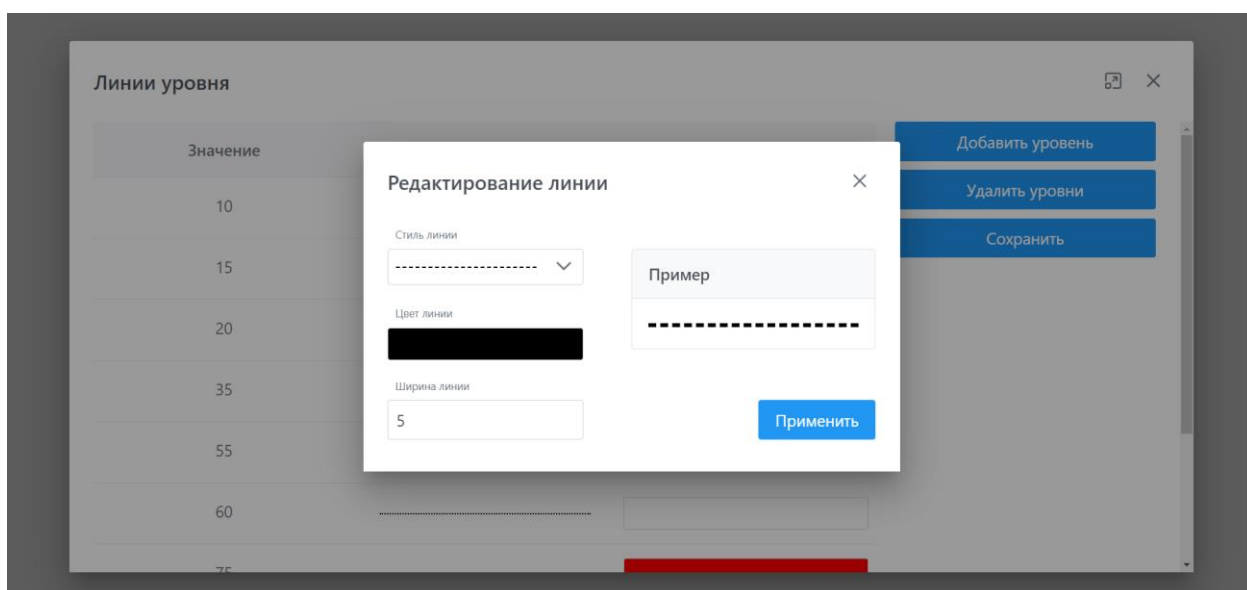 Линии уровня
Значение
10
15
20
35
55
60
75
Редактирование линии
Стиль линии
Цвет линии
Ширина линии
5
Пример
Применить
Добавить уровень
Удалить уровни
Сохранить